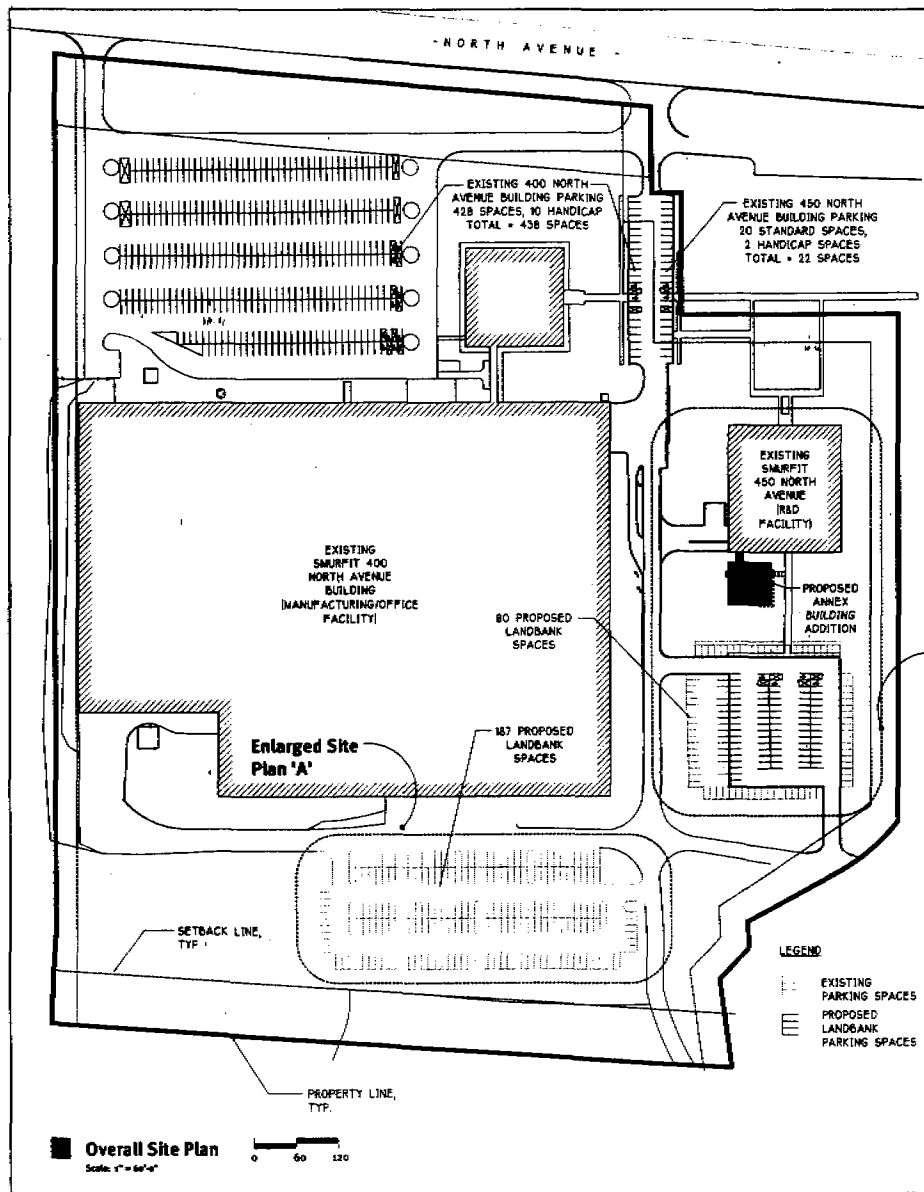 - NORTH AVENUE -
EXISTING 400 NORTH
AVENUE BUILDING PARKING
428 SPACES, 10 HANDICAP
TOTAL = 438 SPACES
EXISTING 450 NORTH
AVENUE BUILDING PARKING
20 STANDARD SPACES,
2 HANDICAP SPACES
TOTAL = 22 SPACES
EXISTING
SMURFIT
450 NORTH
AVENUE
(R&D
FACILITY)
EXISTING
SMURFIT 400
NORTH AVENUE
BUILDING
(MANUFACTURING/OFFICE
FACILITY)
PROPOSED
ANNEX
BUILDING
ADDITION
80 PROPOSED
LANDBANK
SPACES
187 PROPOSED
LANDBANK
SPACES
Enlarged Site
Plan 'A'
SETBACK LINE,
TYP.
LEGEND
EXISTING
PARKING SPACES
PROPOSED
LANDBANK
PARKING SPACES
PROPERTY LINE,
TYP.
Overall Site Plan
Scale: 1" = 60'-0"
0 60 120